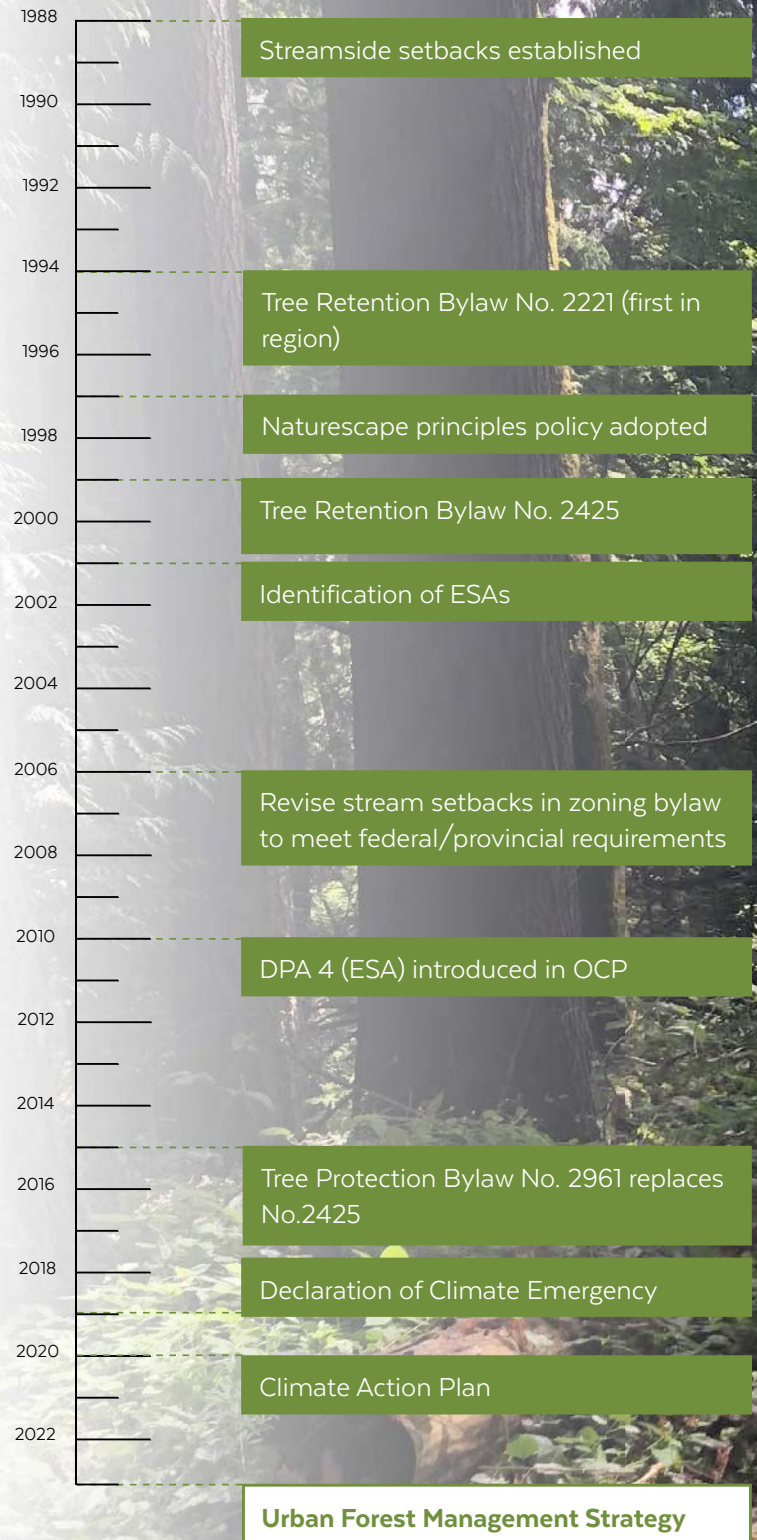 1988
Streamside setbacks established
1990
1992
1994
Tree Retention Bylaw No. 2221 (first in
region)
1996
Naturescape principles policy adopted
1998
Tree Retention Bylaw No. 2425
2000
Identification of ESAs
2002
2004
2006
Revise stream setbacks in zoning bylaw
to meet federal/provincial requirements
2008
2010
DPA 4 (ESA) introduced in OCP
2012
2014
Tree Protection Bylaw No. 2961 replaces
No.2425
2016
2018
Declaration of Climate Emergency
2020
Climate Action Plan
2022
Urban Forest Management Strategy